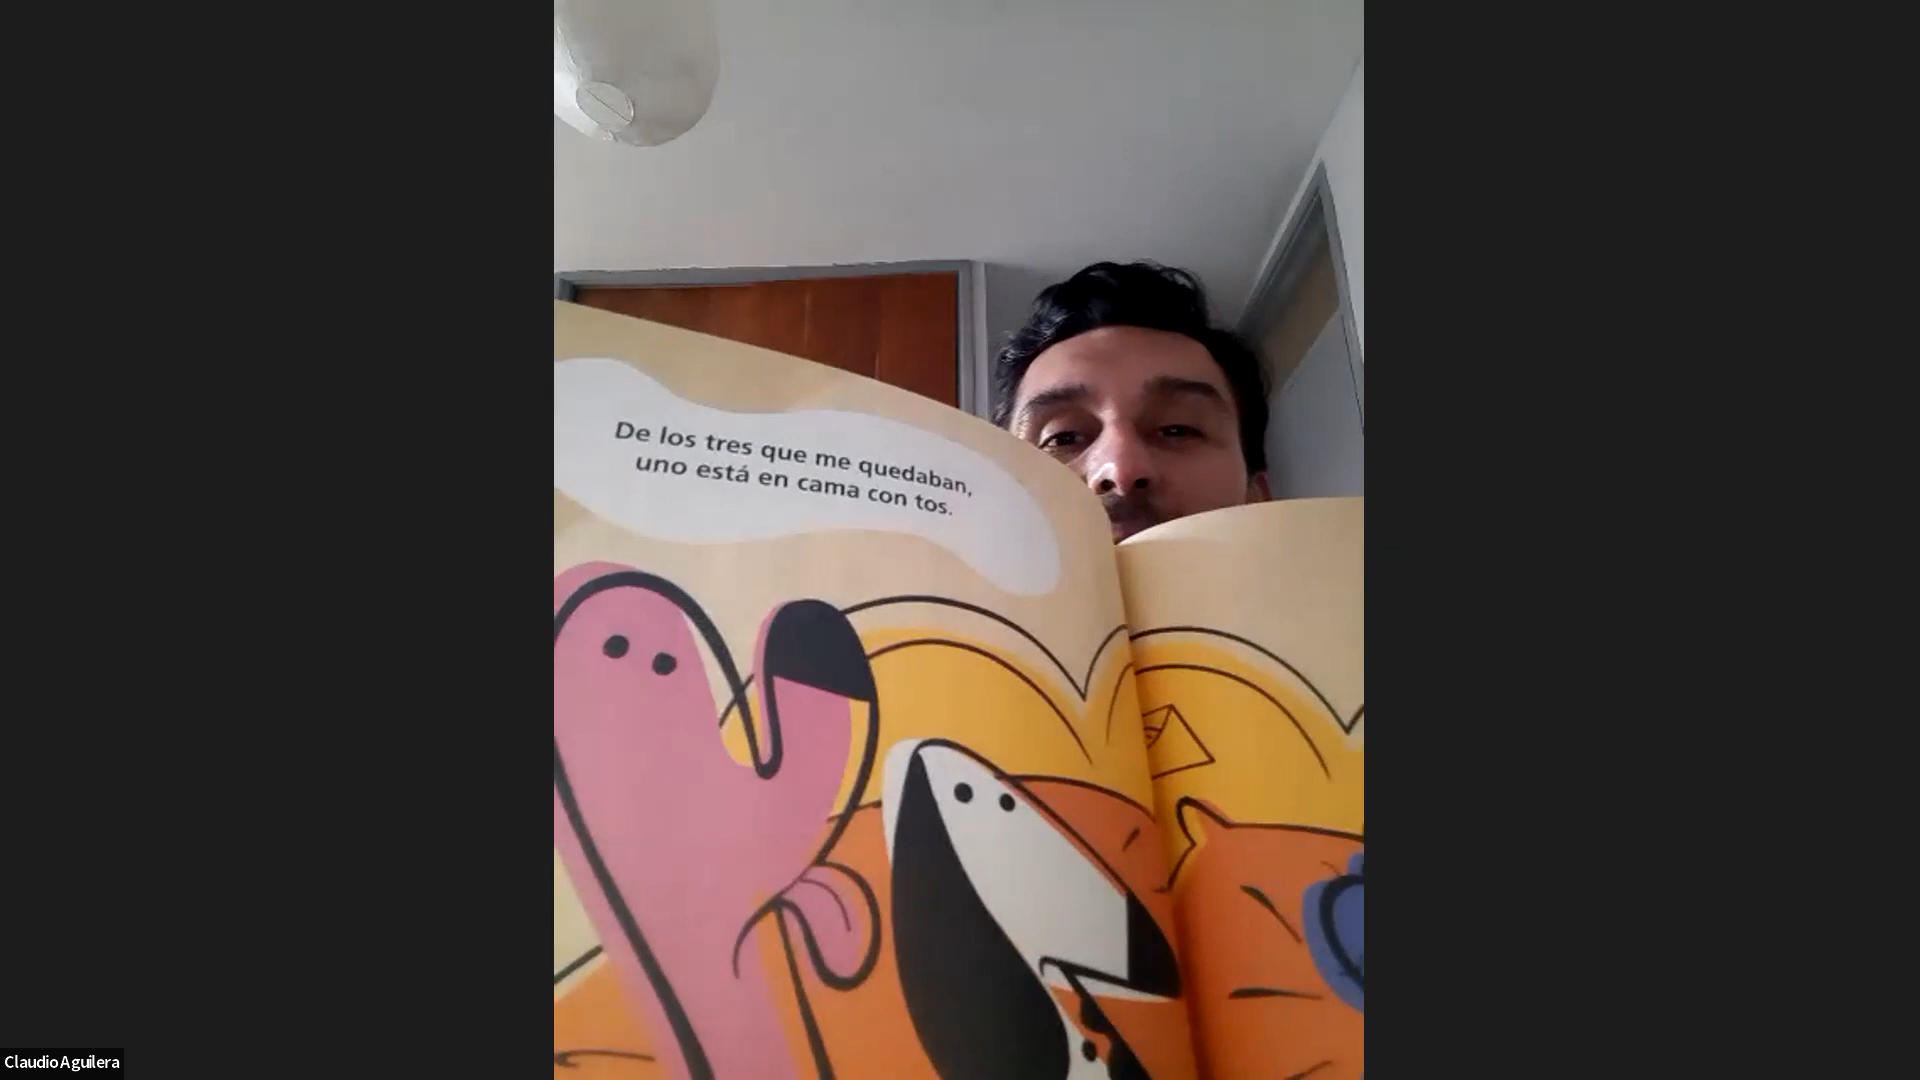 De los tres que me quedaban,
uno está en cama con tos.
Claudio Aguilera